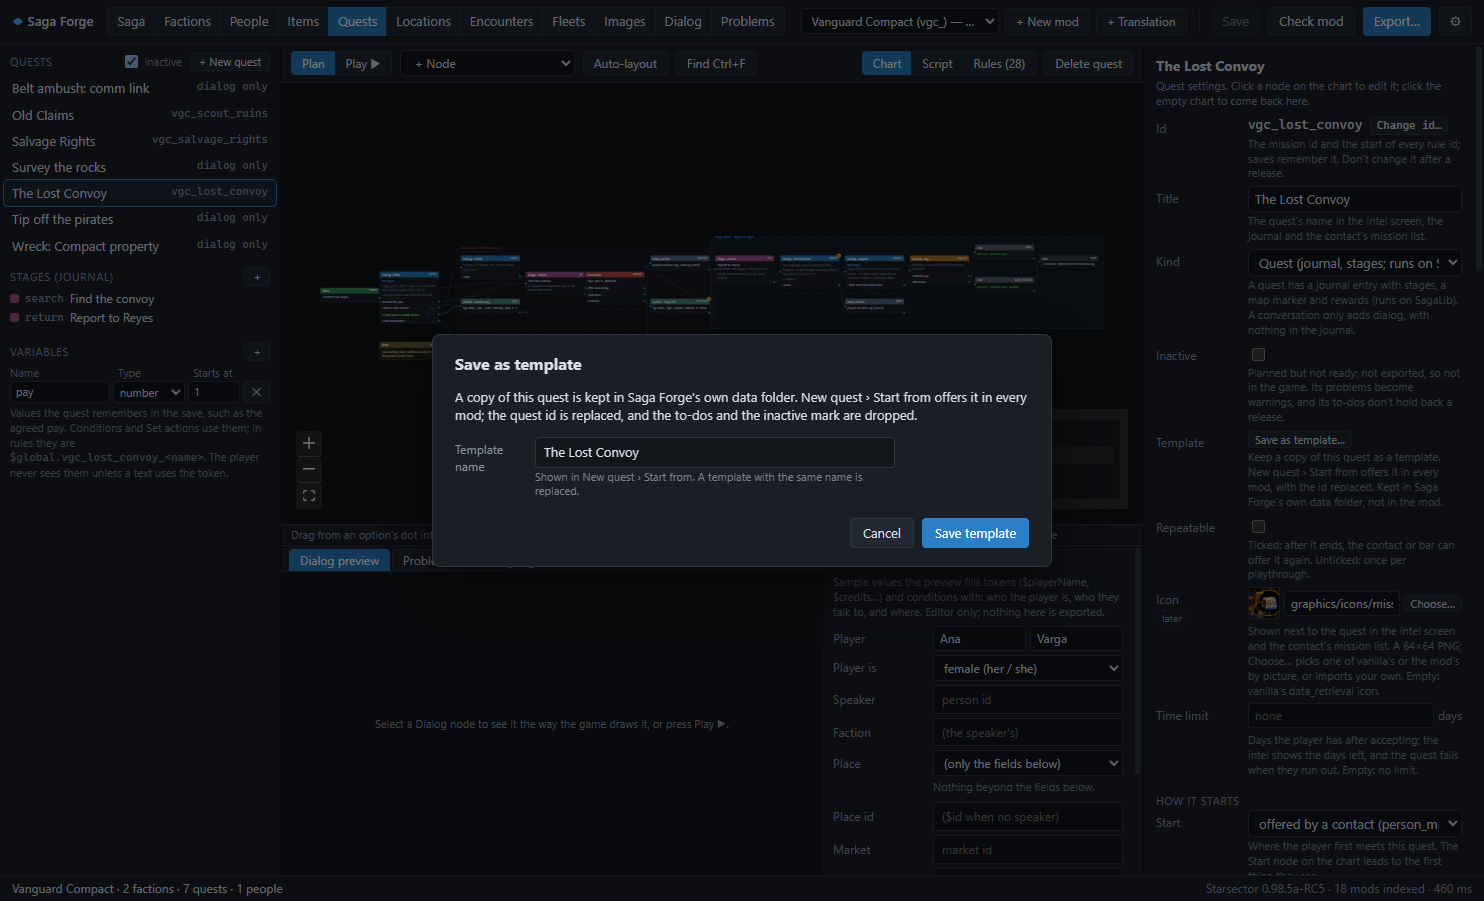 Saga Forge
Saga
Factions
People
Items
Quests
Locations
Encounters
Fleets
Images
Dialog
Problems
Vanguard Compact (vgc_) — ...
+ New mod
+ Translation
Save
Check mod
Export...
QUESTS
inactive
+ New quest
Belt ambush: comm link
dialog only
Old Claims
vgc_scout_ruins
Salvage Rights
vgc_salvage_rights
Survey the rocks
dialog only
The Lost Convoy
vgc_lost_convoy
Tip off the pirates
dialog only
Wreck: Compact property
dialog only
STAGES (JOURNAL)
+
search Find the convoy
return Report to Reyes
VARIABLES
+
Name
Type
Starts at
pay
number
1
Values the quest remembers in the save, such as the
agreed pay. Conditions and Set actions use them; in
rules they are
$global.vgc_lost_convoy_<name>. The player
never sees them unless a text uses the token.
Plan
Play ▶
+ Node
Auto-layout
Find Ctrl+F
Chart
Script
Rules (28)
Delete quest
Save as template
A copy of this quest is kept in Saga Forge's own data folder. New quest › Start from offers it in every
mod; the quest id is replaced, and the to-dos and the inactive mark are dropped.
Template
name
The Lost Convoy
Shown in New quest › Start from. A template with the same name is
replaced.
Cancel
Save template
Drag from an option's dot int
Dialog preview
Select a Dialog node to see it the way the game draws it, or press Play ▶.
Sample values the preview fills tokens ($playerName,
$credits...) and conditions with: who the player is, who they
talk to, and where. Editor only; nothing here is exported.
Player
Ana
Varga
Player is
female (her / she)
Speaker
person id
Faction
(the speaker's)
Place
(only the fields below)
Nothing beyond the fields below.
Place id
($id when no speaker)
Market
market id
The Lost Convoy
Quest settings. Click a node on the chart to edit it; click the
empty chart to come back here.
Id
vgc_lost_convoy
Change id…
The mission id and the start of every rule id;
saves remember it. Don't change it after a
release.
Title
The Lost Convoy
The quest's name in the intel screen, the
journal and the contact's mission list.
Kind
Quest (journal, stages; runs on S
A quest has a journal entry with stages, a
map marker and rewards (runs on SagaLib).
A conversation only adds dialog, with
nothing in the journal.
Inactive
Planned but not ready: not exported, so not
in the game. Its problems become
warnings, and its to-dos don't hold back a
release.
Template
Save as template...
Keep a copy of this quest as a template.
New quest › Start from offers it in every
mod, with the id replaced. Kept in Saga
Forge's own data folder, not in the mod.
Repeatable
Ticked: after it ends, the contact or bar can
offer it again. Unticked: once per
playthrough.
Icon
later
graphics/icons/miss
Choose...
Shown next to the quest in the intel screen
and the contact's mission list. A 64×64 PNG;
Choose... picks one of vanilla's or the mod's
by picture, or imports your own. Empty:
vanilla's data_retrieval icon.
Time limit
none
days
Days the player has after accepting; the
intel shows the days left, and the quest fails
when they run out. Empty: no limit.
HOW IT STARTS
Start
offered by a contact (person_mi
Where the player first meets this quest. The
Start node on the chart leads to the first
Vanguard Compact · 2 factions · 7 quests · 1 people
Starsector 0.98.5a-RC5 · 18 mods indexed · 460 ms